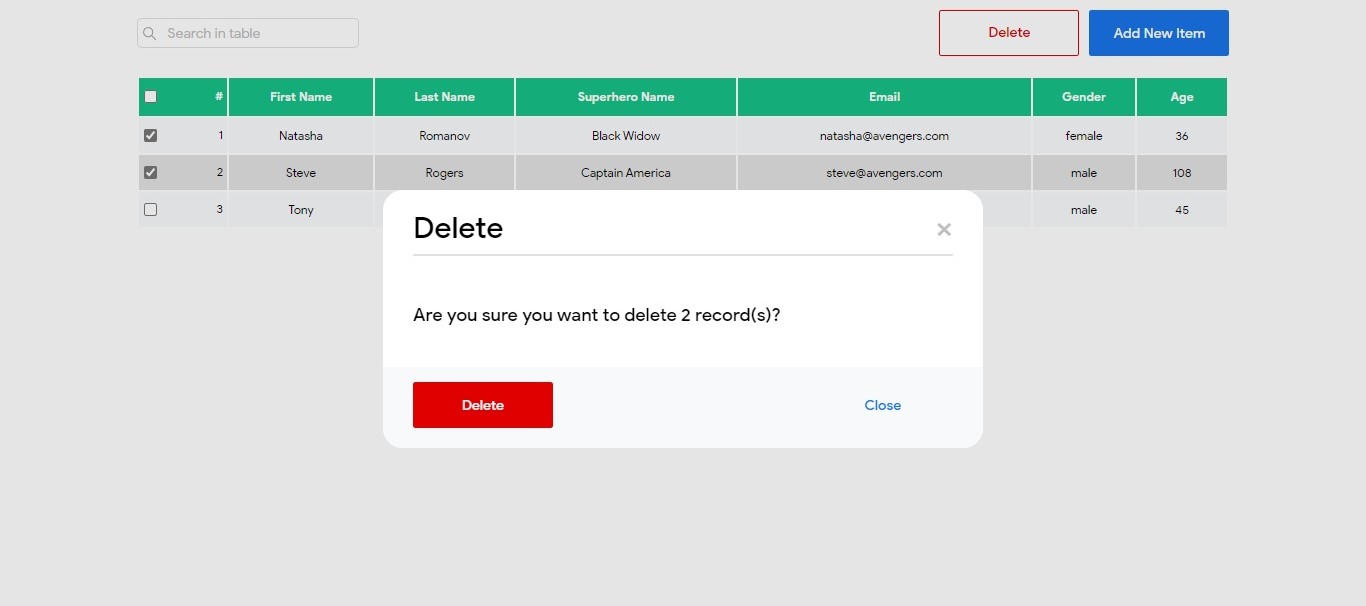 Search in table
Delete
Add New Item
# First Name Last Name Superhero Name Email Gender Age
1 Natasha Romanov Black Widow natasha@avengers.com female 36
2 Steve Rogers Captain America steve@avengers.com male 108
3 Tony male 45
Delete
Are you sure you want to delete 2 record(s)?
Delete
Close